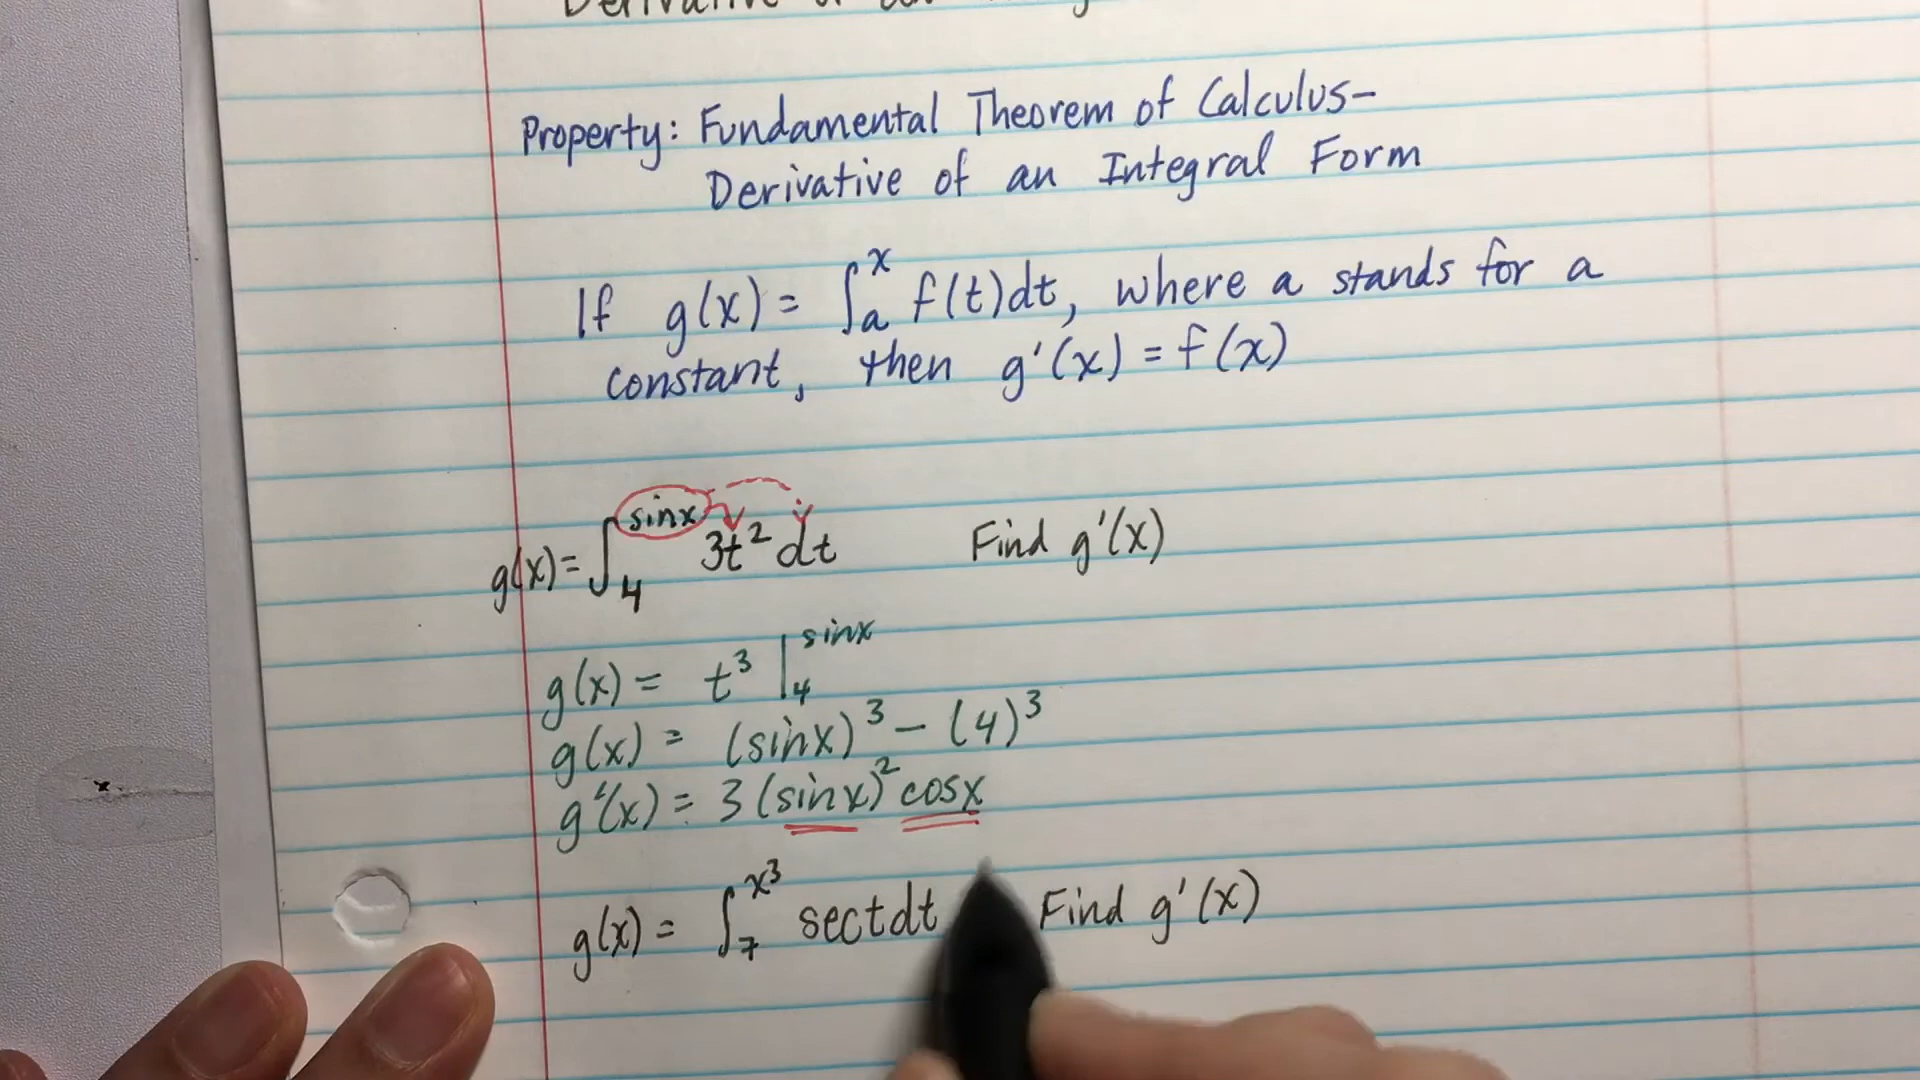 Property: Fundamental Theorem of Calculus-
Derivative of an Integral Form
If g(x) = ∫ₐˣ f(t)dt, where a stands for a
constant, then g'(x) = f(x)
g(x) = ∫₄^(sinx) 3t² dt Find g'(x)
g(x) = t³ |₄^(sinx)
g(x) = (sinx)³ - (4)³
g'(x) = 3(sinx)² cosx
g(x) = ∫₇^(x³) sectdt Find g'(x)